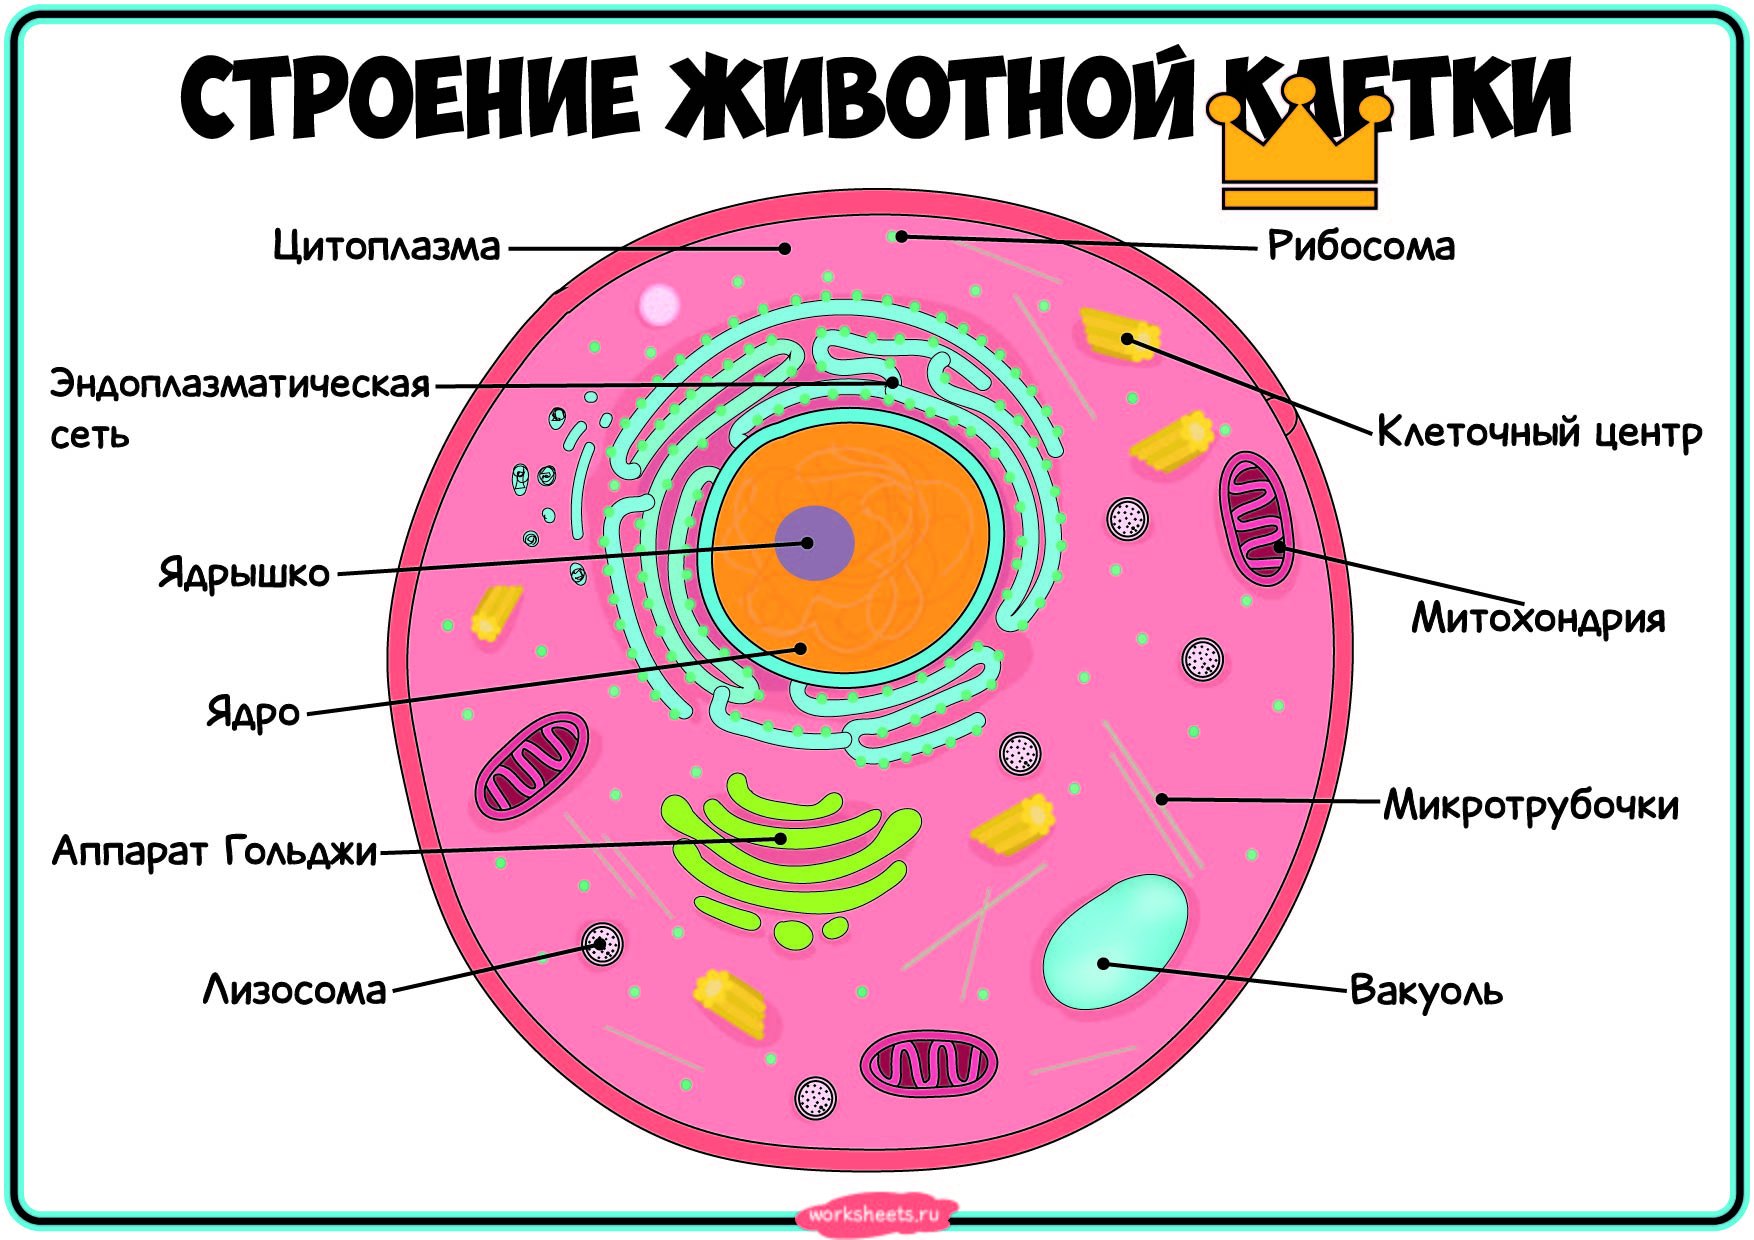 СТРОЕНИЕ ЖИВОТНОЙ КЛЕТКИ
Цитоплазма
Рибосома
Эндоплазматическая
сеть
Клеточный центр
Ядрышко
Митохондрия
Ядро
Микротрубочки
Аппарат Гольджи
Лизосома
Вакуоль
worksheets.ru